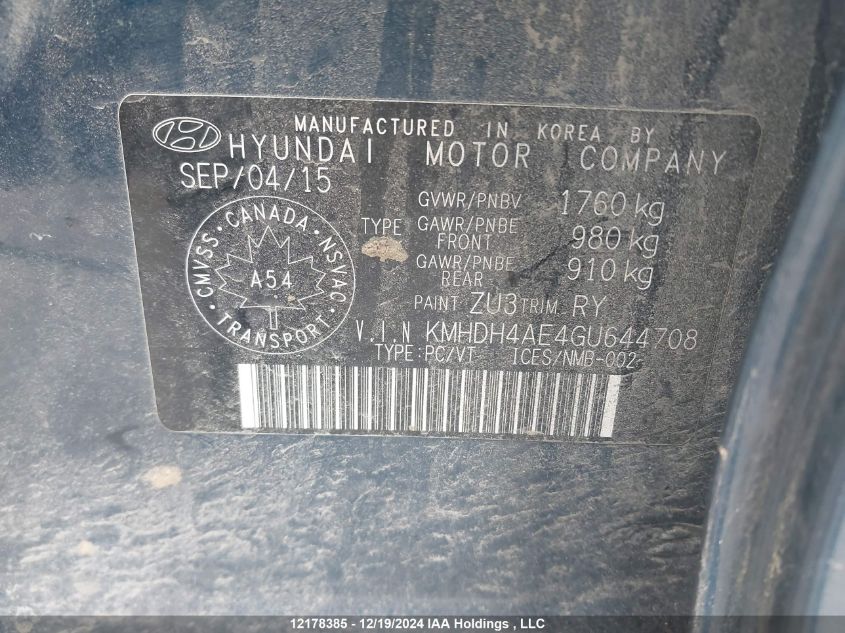 MANUFACTURED IN KOREA BY
HYUNDAI MOTOR COMPANY
SEP/04/15
GVWR/PNBV 1760 kg
TYPE GAWR/PNBE FRONT 980 kg
GAWR/PNBE REAR 910 kg
CMVSS · CANADA · NSVAC · TRANSPORT ·
A54
PAINT ZU3 TRIM. RY
V.I.N KMHDH4AE4GU644708
TYPE:PC/VT ICES/NMB-002
12178385 - 12/19/2024 IAA Holdings , LLC